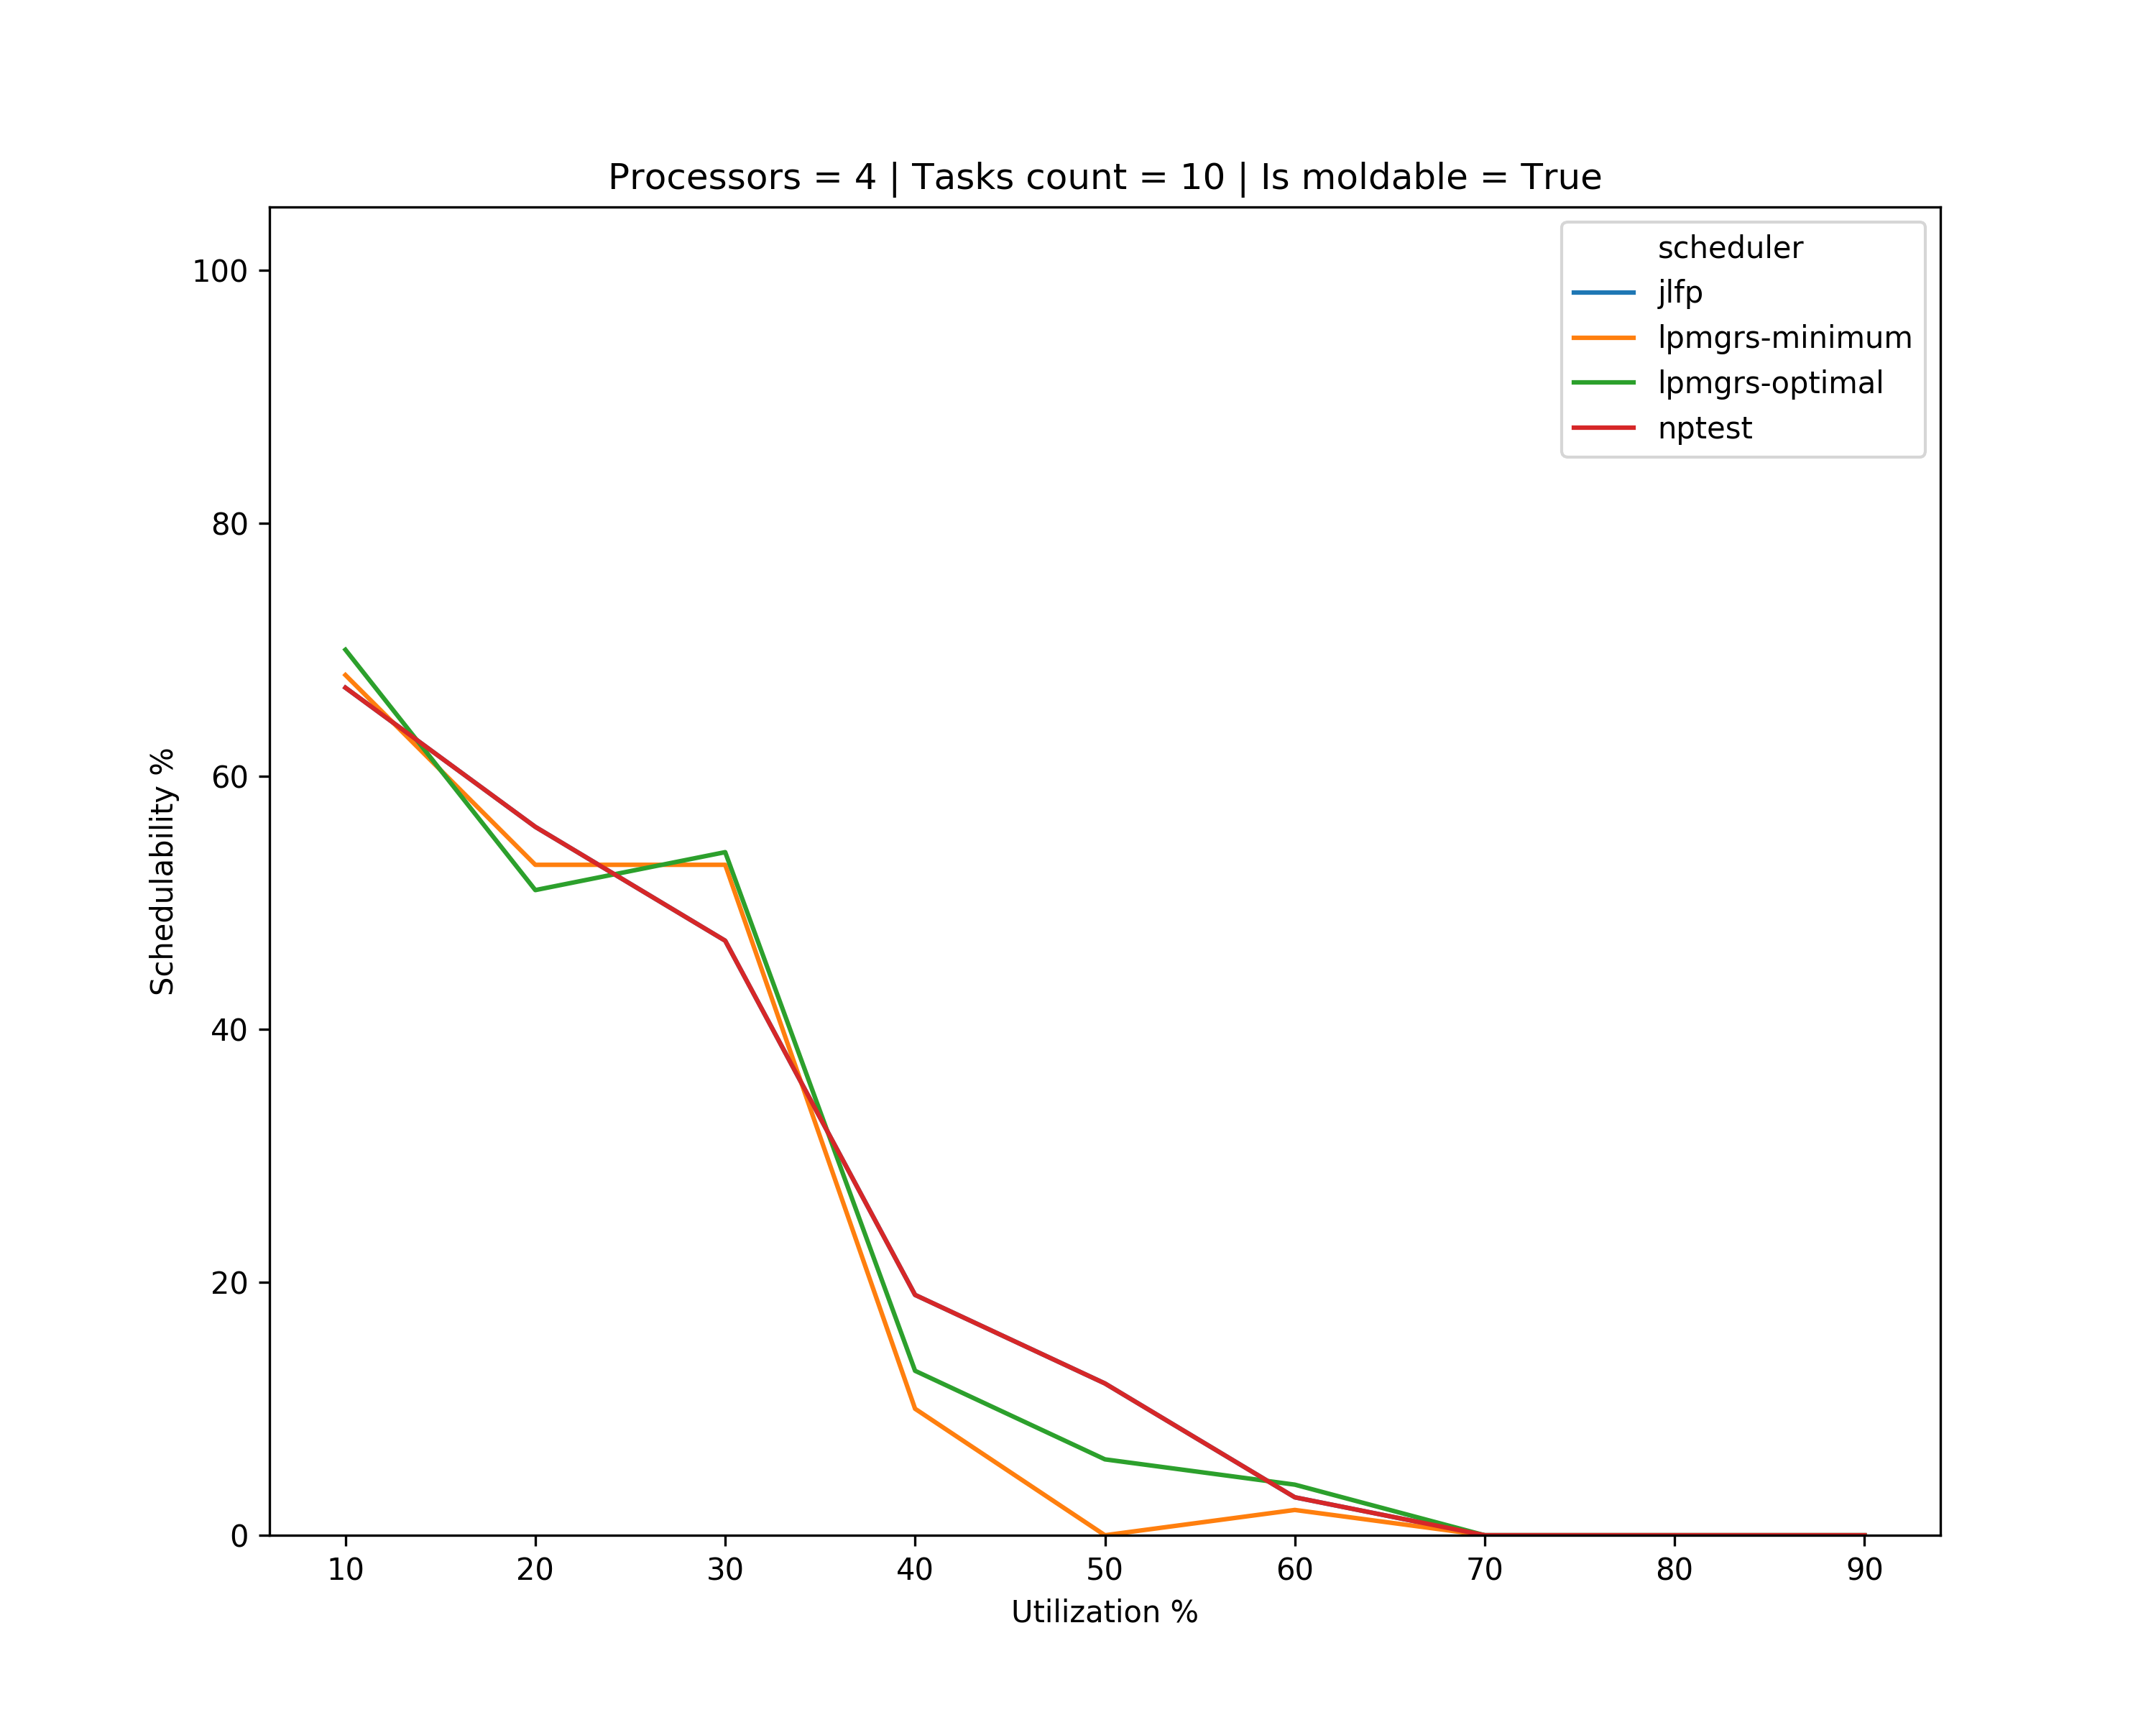 Processors = 4 | Tasks count = 10 | Is moldable = True
scheduler
jlfp
lpmgrs-minimum
lpmgrs-optimal
nptest
100
80
60
40
20
0
Schedulability %
10 20 30 40 50 60 70 80 90
Utilization %